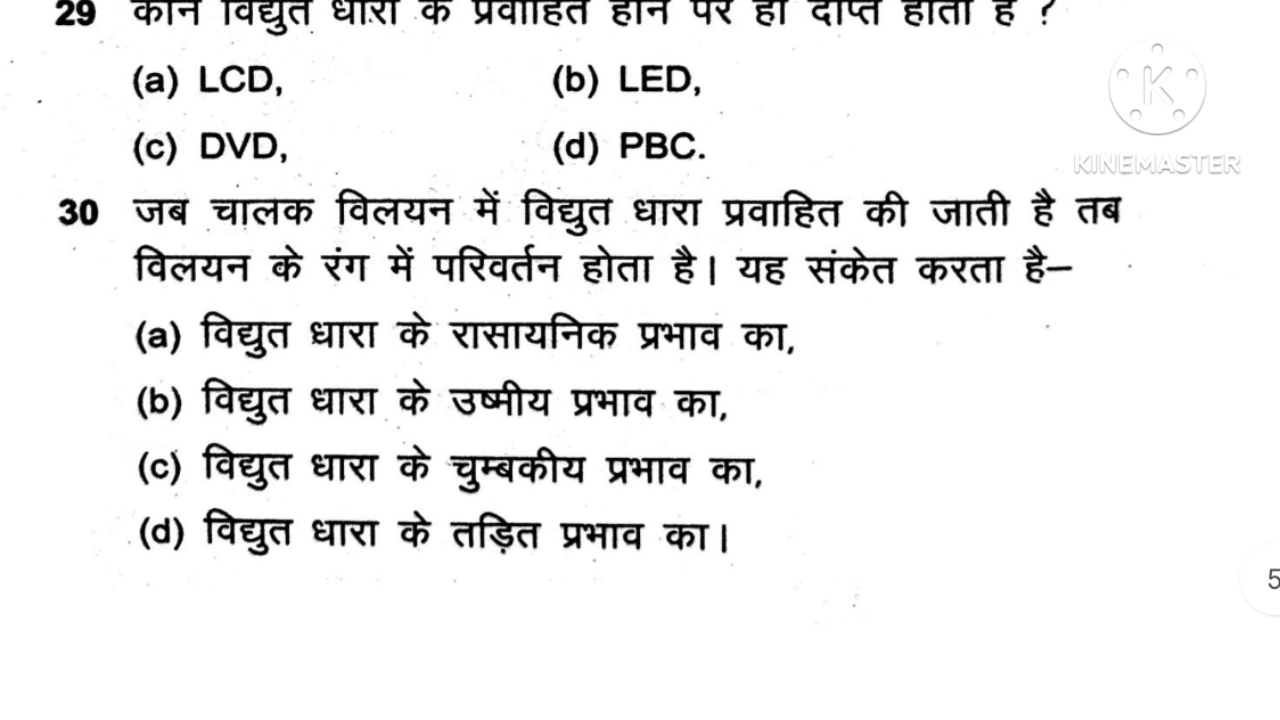 29 कौन विद्युत धारा के प्रवाहित होने पर ही दीप्त होता है ?
(a) LCD, (b) LED,
(c) DVD, (d) PBC.
K
KINEMASTER
30 जब चालक विलयन में विद्युत धारा प्रवाहित की जाती है तब
विलयन के रंग में परिवर्तन होता है। यह संकेत करता है–
(a) विद्युत धारा के रासायनिक प्रभाव का,
(b) विद्युत धारा के उष्मीय प्रभाव का,
(c) विद्युत धारा के चुम्बकीय प्रभाव का,
(d) विद्युत धारा के तड़ित प्रभाव का।
5